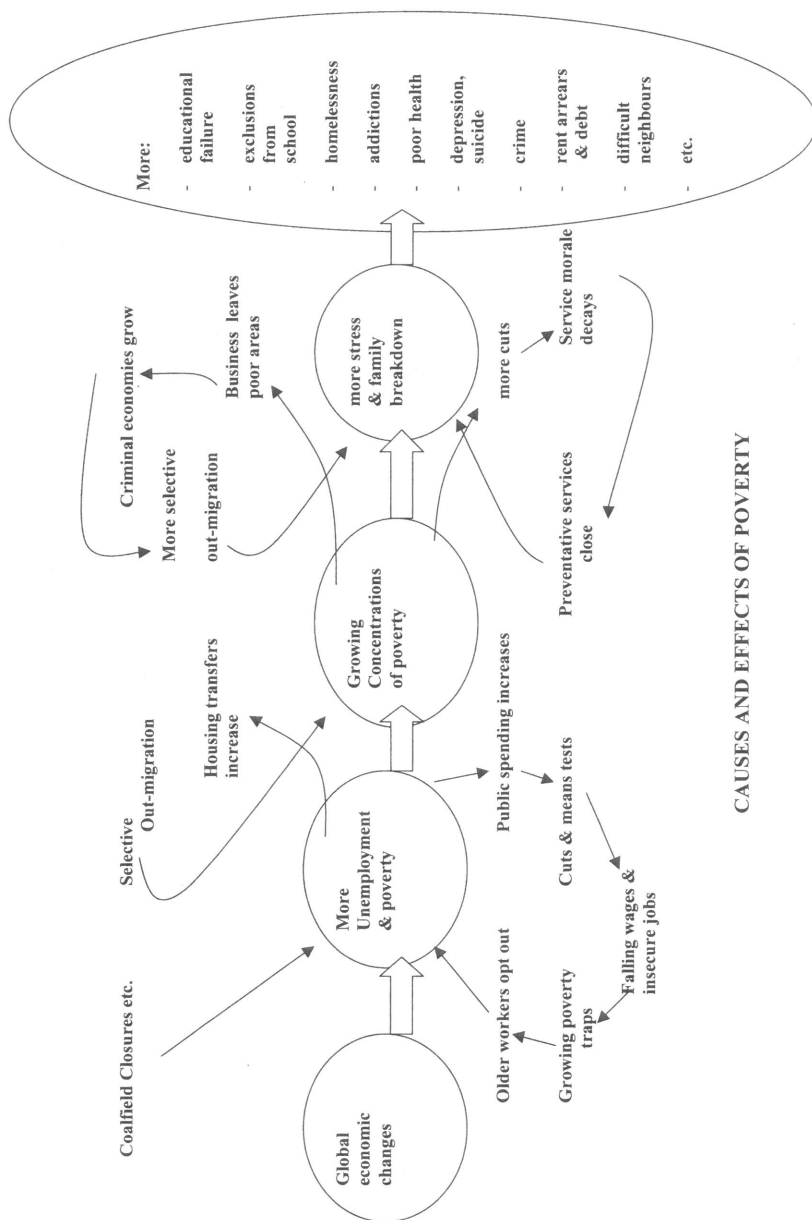 Coalfield Closures etc.
Selective
Out-migration
Housing transfers
increase
Criminal economies grow
More selective
out-migration
Business leaves
poor areas
Global
economic
changes
More
Unemployment
& poverty
Growing
Concentrations
of poverty
more stress
& family
breakdown
More:
- educational
failure
- exclusions
from
school
- homelessness
- addictions
- poor health
- depression,
suicide
- crime
- rent arrears
& debt
- difficult
neighbours
- etc.
Older workers opt out
Growing poverty
traps
Falling wages &
insecure jobs
Cuts & means tests
Public spending increases
Preventative services
close
more cuts
Service morale
decays
CAUSES AND EFFECTS OF POVERTY